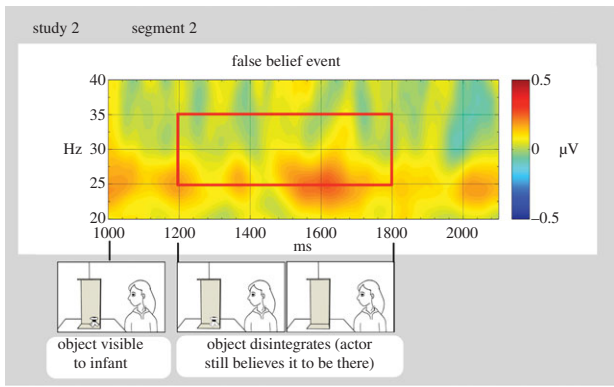 study 2 segment 2
false belief event
40
35
Hz 30
25
20
1000 1200 1400 1600 1800 2000
ms
0.5
0 μV
–0.5
object visible
to infant
object disintegrates (actor
still believes it to be there)